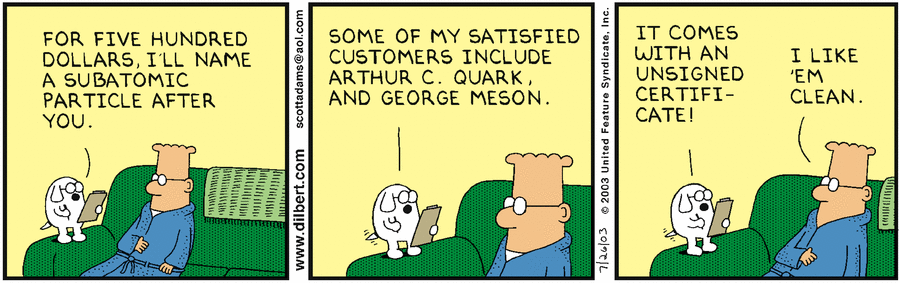 FOR FIVE HUNDRED
DOLLARS, I'LL NAME
A SUBATOMIC
PARTICLE AFTER
YOU.
www.dilbert.com scottadams@aol.com
SOME OF MY SATISFIED
CUSTOMERS INCLUDE
ARTHUR C. QUARK,
AND GEORGE MESON.
7/26/03 © 2003 United Feature Syndicate, Inc.
IT COMES
WITH AN
UNSIGNED
CERTIFI-
CATE!
I LIKE
'EM
CLEAN.